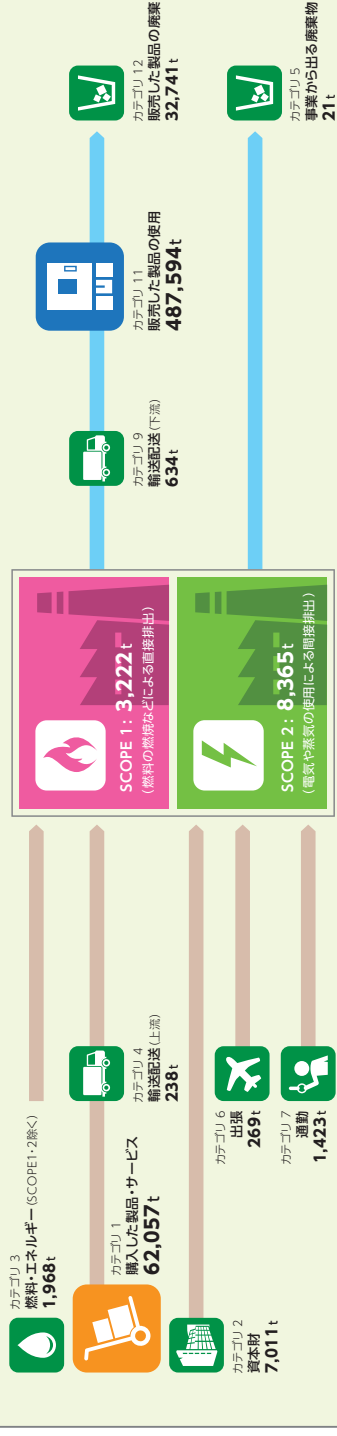 カテゴリ 3
燃料・エネルギー(SCOPE1・2除く)
1,968t
カテゴリ 1
購入した製品・サービス
62,057t
カテゴリ 4
輸送配送(上流)
238t
カテゴリ 2
資本財
7,011t
カテゴリ 6
出張
269t
カテゴリ 7
通勤
1,423t
SCOPE 1: 3,222t
(燃料の燃焼などによる直接排出)
SCOPE 2: 8,365t
(電気や蒸気の使用による間接排出)
カテゴリ 9
輸送配送(下流)
634t
カテゴリ 11
販売した製品の使用
487,594t
カテゴリ 12
販売した製品の廃棄
32,741t
カテゴリ 5
事業から出る廃棄物
21t